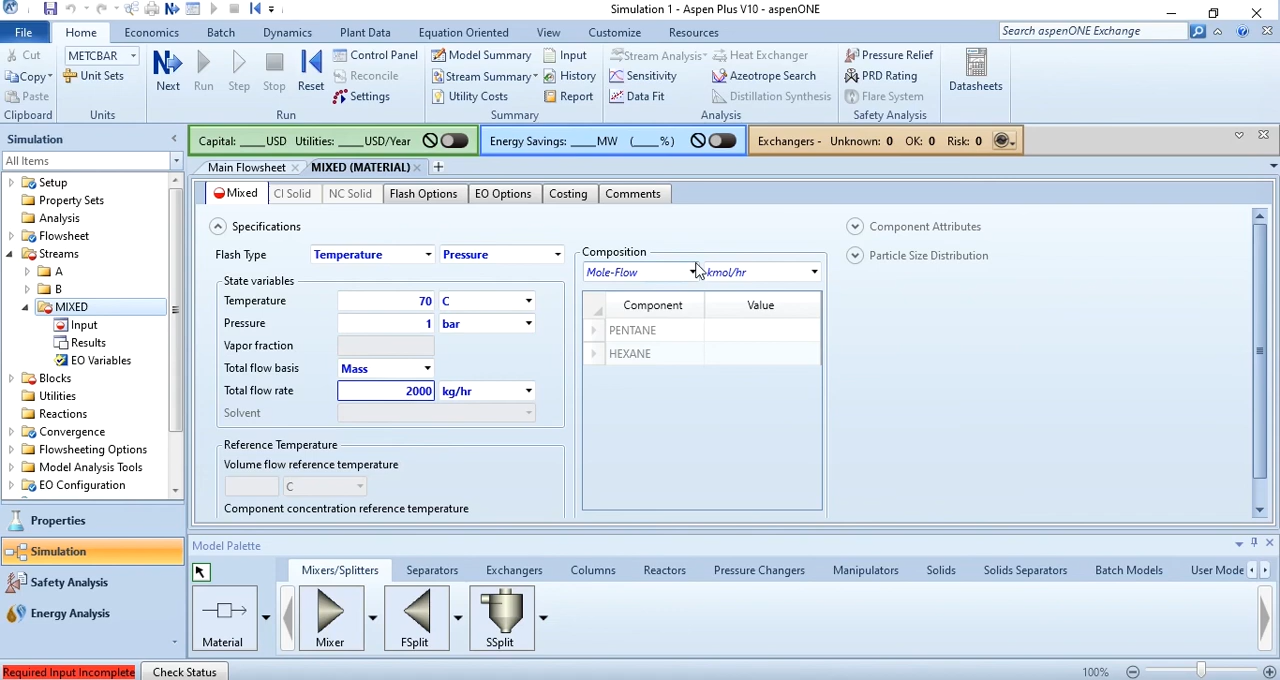 Simulation 1 - Aspen Plus V10 - aspenONE
File Home Economics Batch Dynamics Plant Data Equation Oriented View Customize Resources Search aspenONE Exchange
Cut METCBAR Control Panel Model Summary Input Stream Analysis Heat Exchanger Pressure Relief
Copy Unit Sets Next Run Step Stop Reset Reconcile Stream Summary History Sensitivity Azeotrope Search PRD Rating Datasheets
Paste Settings Utility Costs Report Data Fit Distillation Synthesis Flare System
Clipboard Units Run Summary Analysis Safety Analysis
Simulation
Capital: ____USD Utilities: ____USD/Year Energy Savings: ____MW (____%) Exchangers - Unknown: 0 OK: 0 Risk: 0
All Items
Main Flowsheet MIXED (MATERIAL)
Setup
Property Sets
Analysis
Flowsheet
Streams
A
B
MIXED
Input
Results
EO Variables
Blocks
Utilities
Reactions
Convergence
Flowsheeting Options
Model Analysis Tools
EO Configuration
Properties
Simulation
Safety Analysis
Energy Analysis
Mixed CI Solid NC Solid Flash Options EO Options Costing Comments
Specifications
Flash Type Temperature Pressure
State variables
Temperature 70 C
Pressure 1 bar
Vapor fraction
Total flow basis Mass
Total flow rate 2000 kg/hr
Solvent
Reference Temperature
Volume flow reference temperature
C
Component concentration reference temperature
Composition
Mole-Flow kmol/hr
Component Value
PENTANE
HEXANE
Component Attributes
Particle Size Distribution
Model Palette
Mixers/Splitters Separators Exchangers Columns Reactors Pressure Changers Manipulators Solids Solids Separators Batch Models User Mode
Material Mixer FSplit SSplit
Required Input Incomplete Check Status 100%